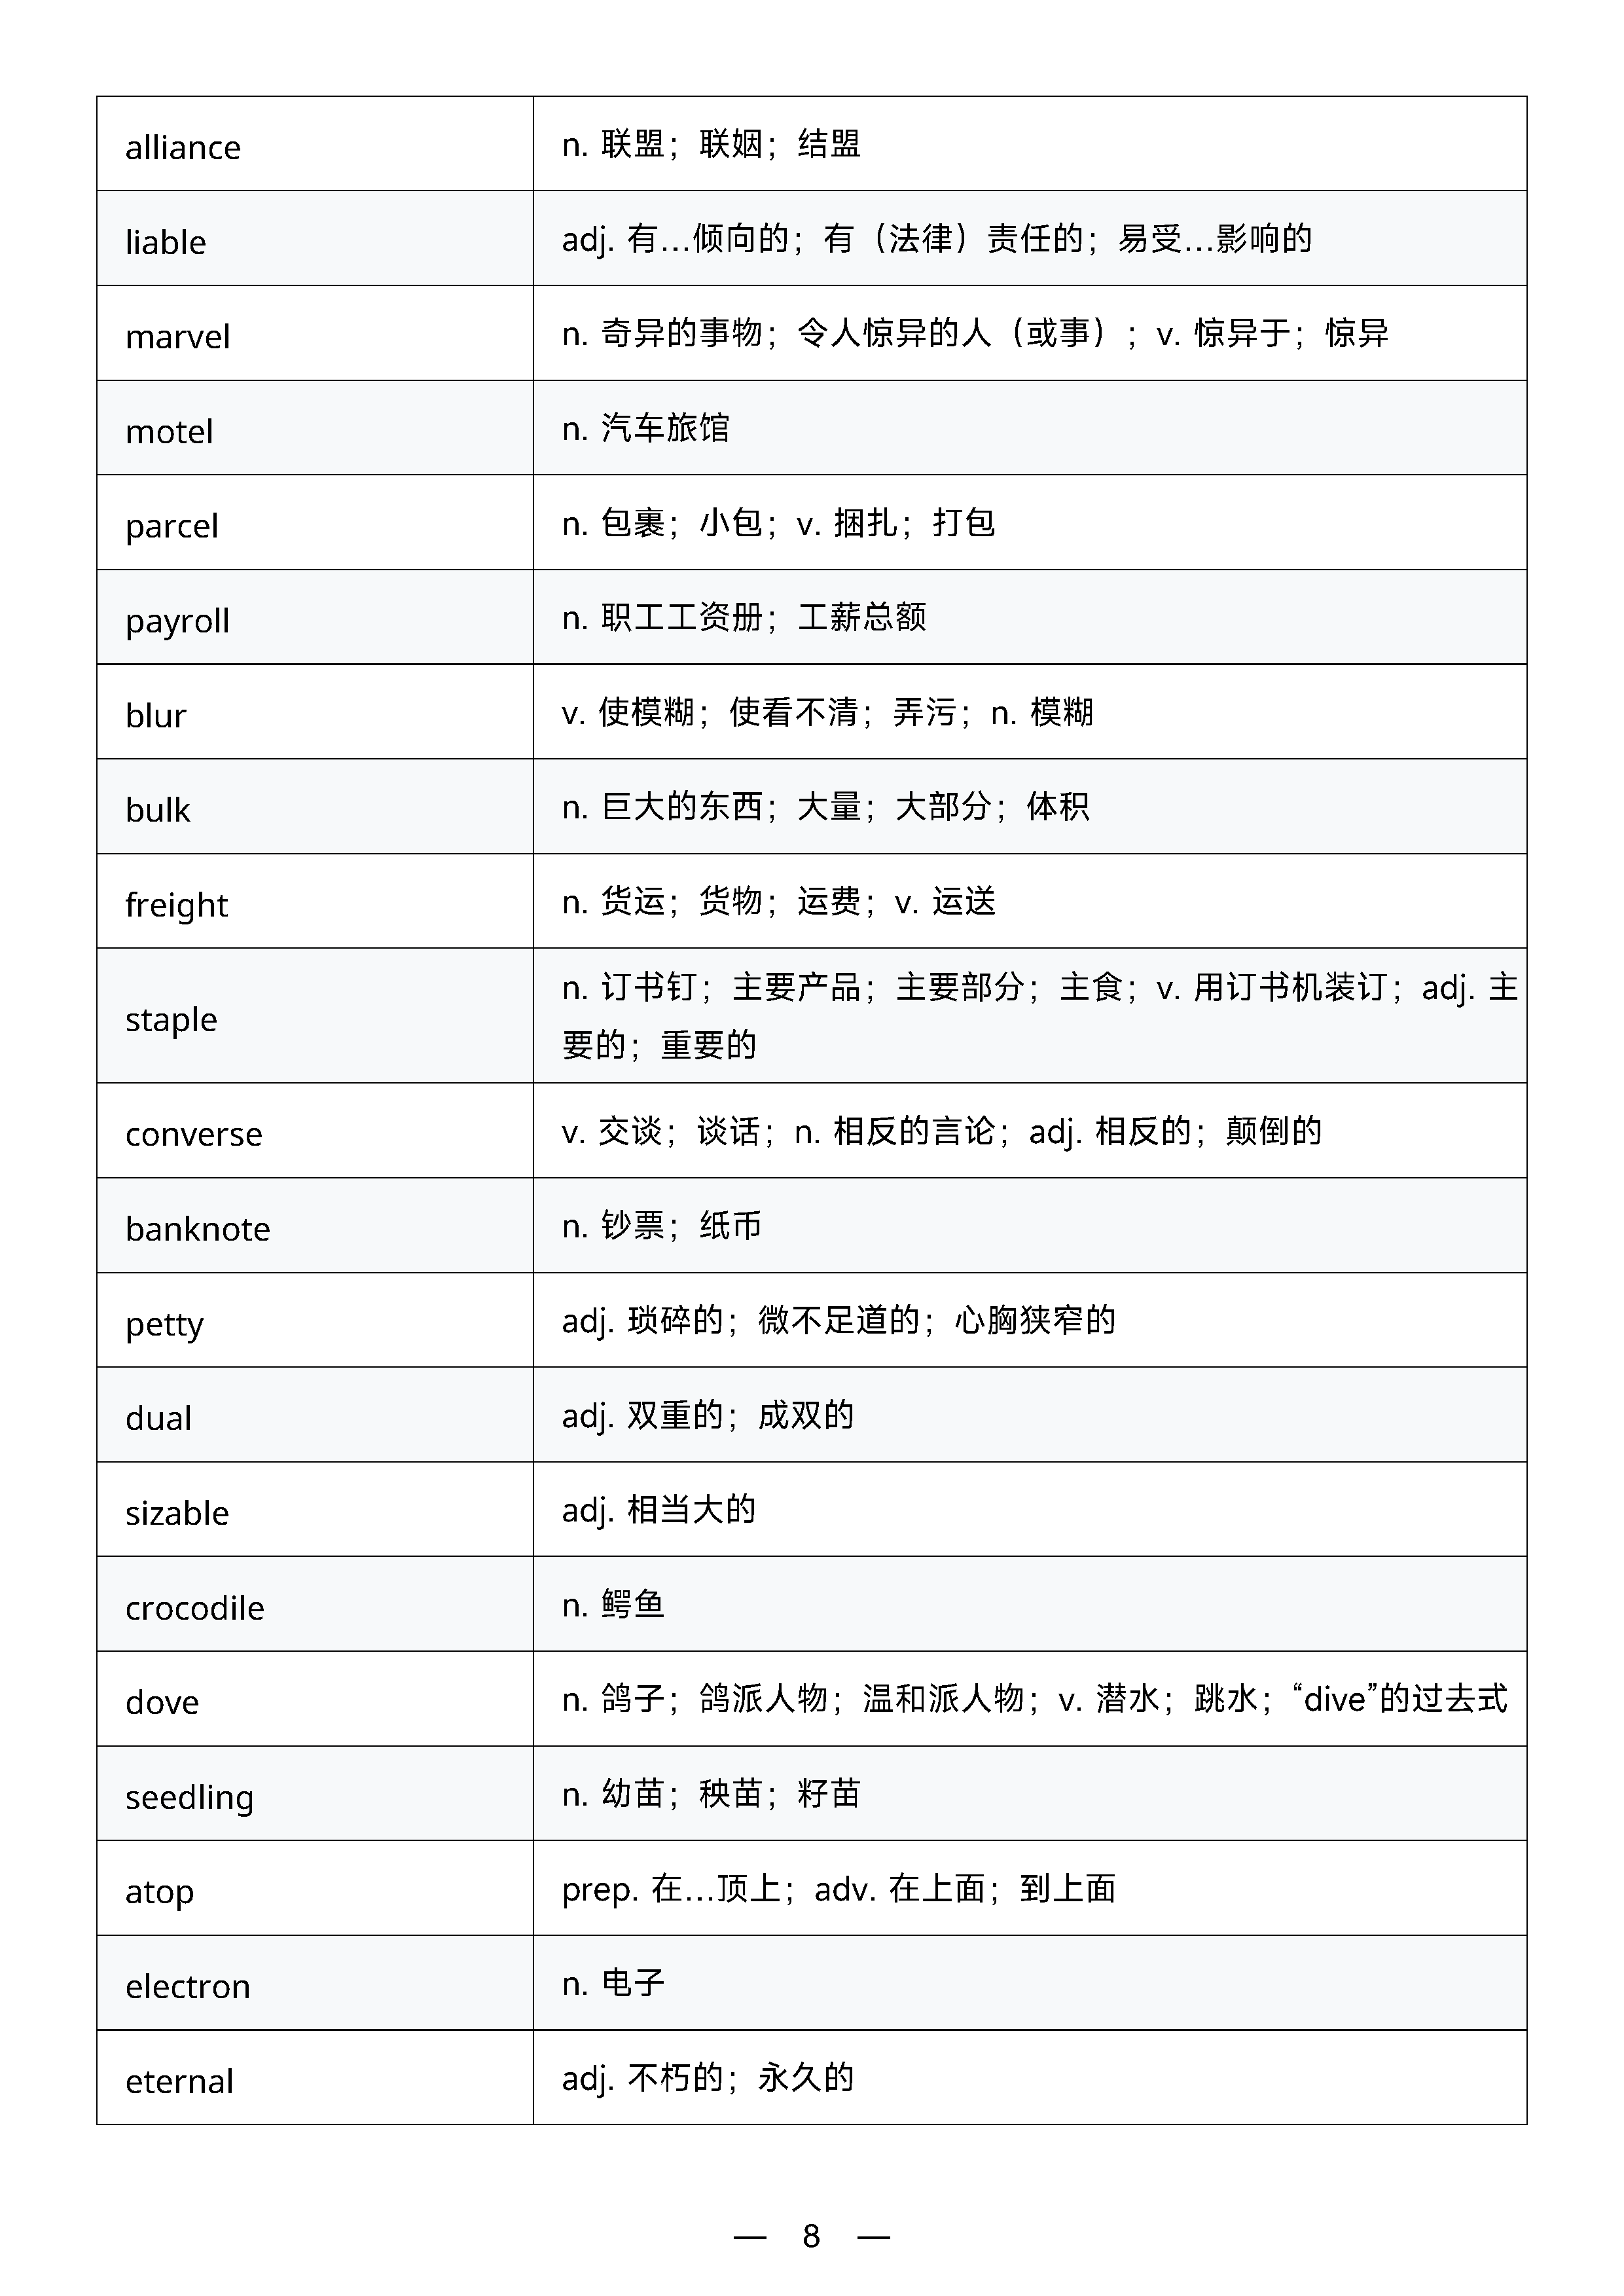 alliance n. 联盟；联姻；结盟
liable adj. 有…倾向的；有（法律）责任的；易受…影响的
marvel n. 奇异的事物；令人惊异的人（或事）；v. 惊异于；惊异
motel n. 汽车旅馆
parcel n. 包裹；小包；v. 捆扎；打包
payroll n. 职工工资册；工薪总额
blur v. 使模糊；使看不清；弄污；n. 模糊
bulk n. 巨大的东西；大量；大部分；体积
freight n. 货运；货物；运费；v. 运送
staple n. 订书钉；主要产品；主要部分；主食；v. 用订书机装订；adj. 主
要的；重要的
converse v. 交谈；谈话；n. 相反的言论；adj. 相反的；颠倒的
banknote n. 钞票；纸币
petty adj. 琐碎的；微不足道的；心胸狭窄的
dual adj. 双重的；成双的
sizable adj. 相当大的
crocodile n. 鳄鱼
dove n. 鸽子；鸽派人物；温和派人物；v. 潜水；跳水；“dive”的过去式
seedling n. 幼苗；秧苗；籽苗
atop prep. 在…顶上；adv. 在上面；到上面
electron n. 电子
eternal adj. 不朽的；永久的
— 8 —